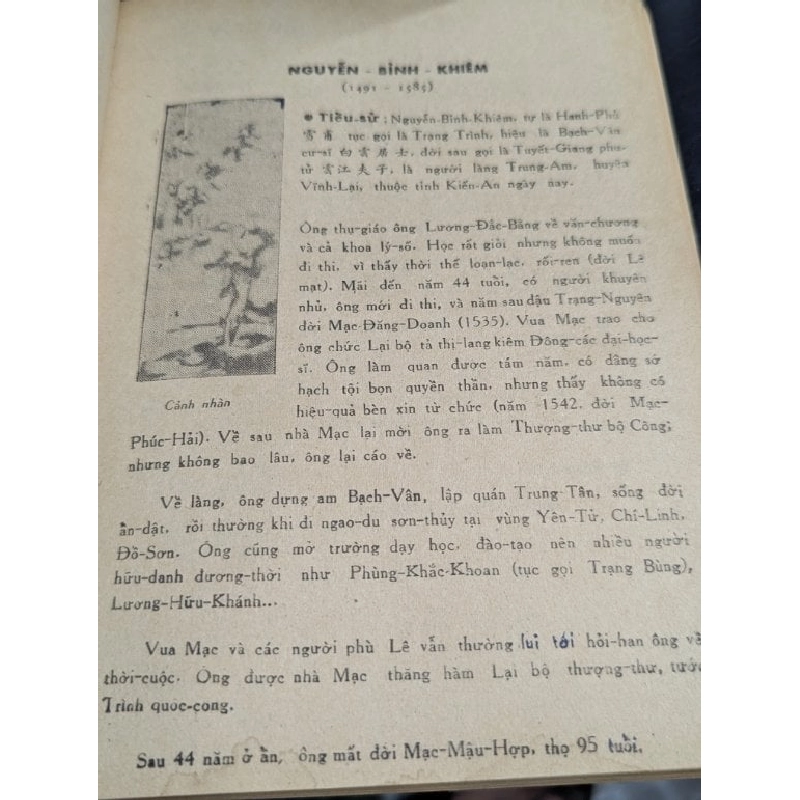 NGUYỄN - BỈNH - KHIÊM
(1491 - 1585)
● Tiểu-sử : Nguyễn-Bỉnh-Khiêm, tự là Hanh-Phủ
亨甫 tục gọi là Trạng Trình, hiệu là Bạch-Vân
cư-sĩ 白雲居士, đời sau gọi là Tuyết-Giang phu-
tử 雪江夫子, là người làng Trung-Am, huyện
Vĩnh-Lại, thuộc tỉnh Kiến-An ngày nay.
Ông thụ-giáo ông Lương-Đắc-Bằng về văn-chương
và cả khoa lý-số. Học rất giỏi nhưng không muốn
đi thi, vì thấy thời thế loạn-lạc, rối-ren (đời Lê
mạt). Mãi đến năm 44 tuổi, có người khuyên
nhủ, ông mới đi thi, và năm sau đậu Trạng-Nguyên
đời Mạc-Đăng-Doanh (1535). Vua Mạc trao cho
ông chức Lại bộ tả thị-lang kiêm Đông-các đại-học-
sĩ. Ông làm quan được tám năm, có dâng sớ
hạch tội bọn quyền thần, nhưng thấy không có
hiệu-quả bèn xin từ chức (năm 1542, đời Mạc-
Cảnh nhàn
Phúc-Hải). Về sau nhà Mạc lại mời ông ra làm Thượng-thư bộ Công;
nhưng không bao lâu, ông lại cáo về.
Về làng, ông dựng am Bạch-Vân, lập quán Trung-Tân, sống đời
ẩn-dật, rồi thường khi đi ngao-du sơn-thủy tại vùng Yên-Tử, Chí-Linh,
Đồ-Sơn. Ông cũng mở trường dạy học, đào-tạo nên nhiều người
hữu-danh đương-thời như Phùng-Khắc-Khoan (tục gọi Trạng Bùng),
Lương-Hữu-Khánh...
Vua Mạc và các người phù Lê vẫn thường lui tới hỏi-han ông về
thời-cuộc. Ông được nhà Mạc thăng hàm Lại bộ thượng-thư, tước
Trình quốc-công.
Sau 44 năm ở ẩn, ông mất đời Mạc-Mậu-Hợp, thọ 95 tuổi.